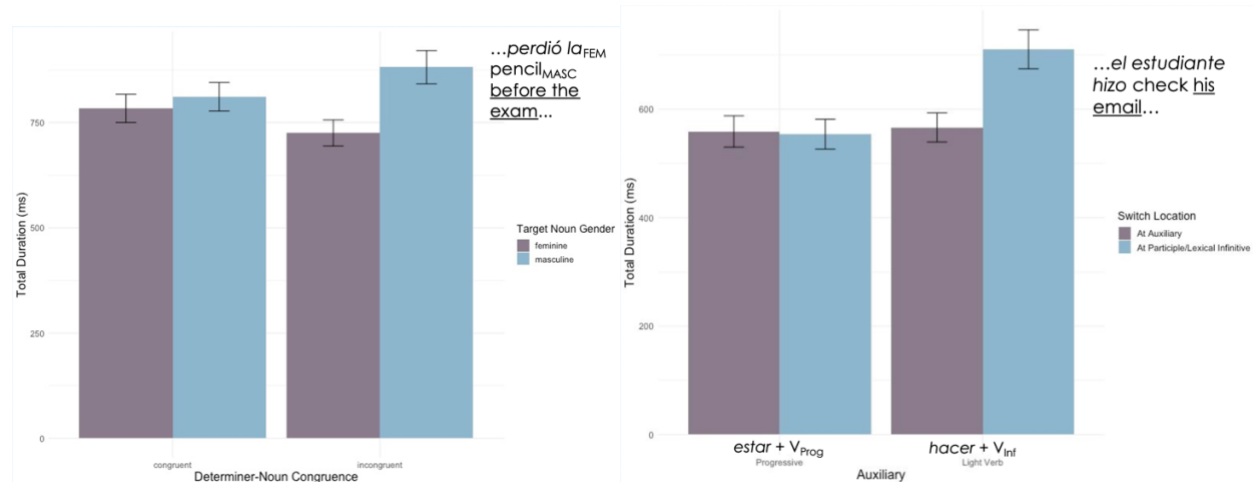 Total Duration (ms)
750
500
250
0
congruent
incongruent
Determiner-Noun Congruence
…perdió laFEM
pencilMASC
before the
exam...
Target Noun Gender
feminine
masculine
Total Duration (ms)
600
400
200
0
estar + VProg
hacer + VInf
Progressive
Light Verb
Auxiliary
…el estudiante
hizo check his
email…
Switch Location
At Auxiliary
At Participle/Lexical Infinitive